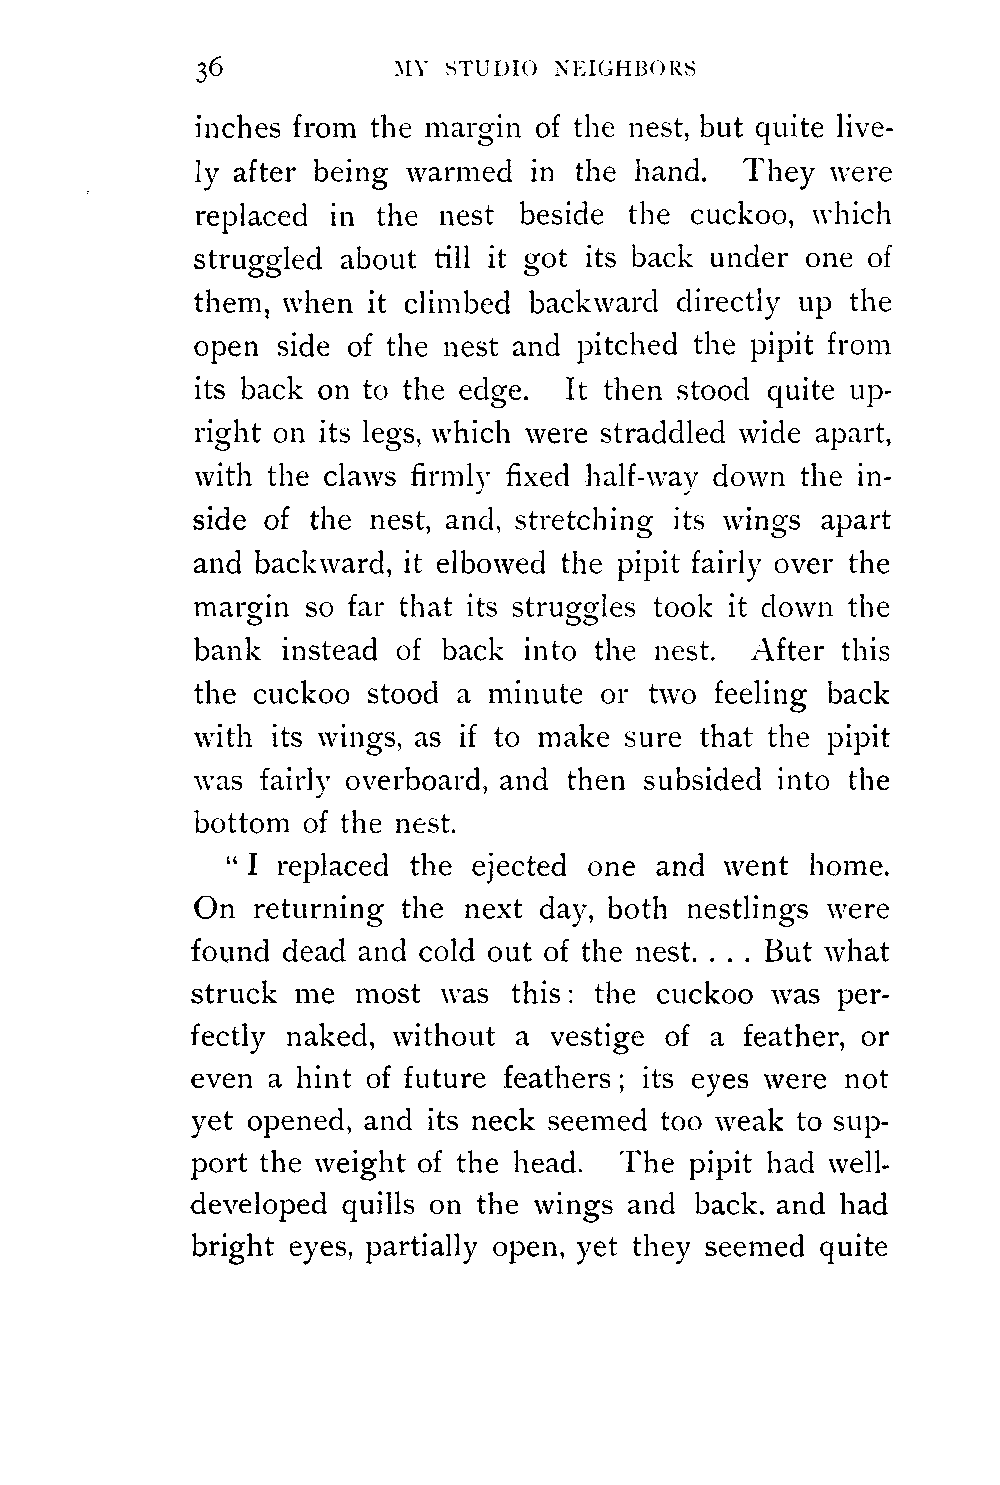 36 MY STUDIO NEIGHBORS
inches from the margin of the nest, but quite live-
ly after being warmed in the hand. They were
replaced in the nest beside the cuckoo, which
struggled about till it got its back under one of
them, when it climbed backward directly up the
open side of the nest and pitched the pipit from
its back on to the edge. It then stood quite up-
right on its legs, which were straddled wide apart,
with the claws firmly fixed half-way down the in-
side of the nest, and, stretching its wings apart
and backward, it elbowed the pipit fairly over the
margin so far that its struggles took it down the
bank instead of back into the nest. After this
the cuckoo stood a minute or two feeling back
with its wings, as if to make sure that the pipit
was fairly overboard, and then subsided into the
bottom of the nest.
“ I replaced the ejected one and went home.
On returning the next day, both nestlings were
found dead and cold out of the nest. . . . But what
struck me most was this: the cuckoo was per-
fectly naked, without a vestige of a feather, or
even a hint of future feathers; its eyes were not
yet opened, and its neck seemed too weak to sup-
port the weight of the head. The pipit had well-
developed quills on the wings and back. and had
bright eyes, partially open, yet they seemed quite